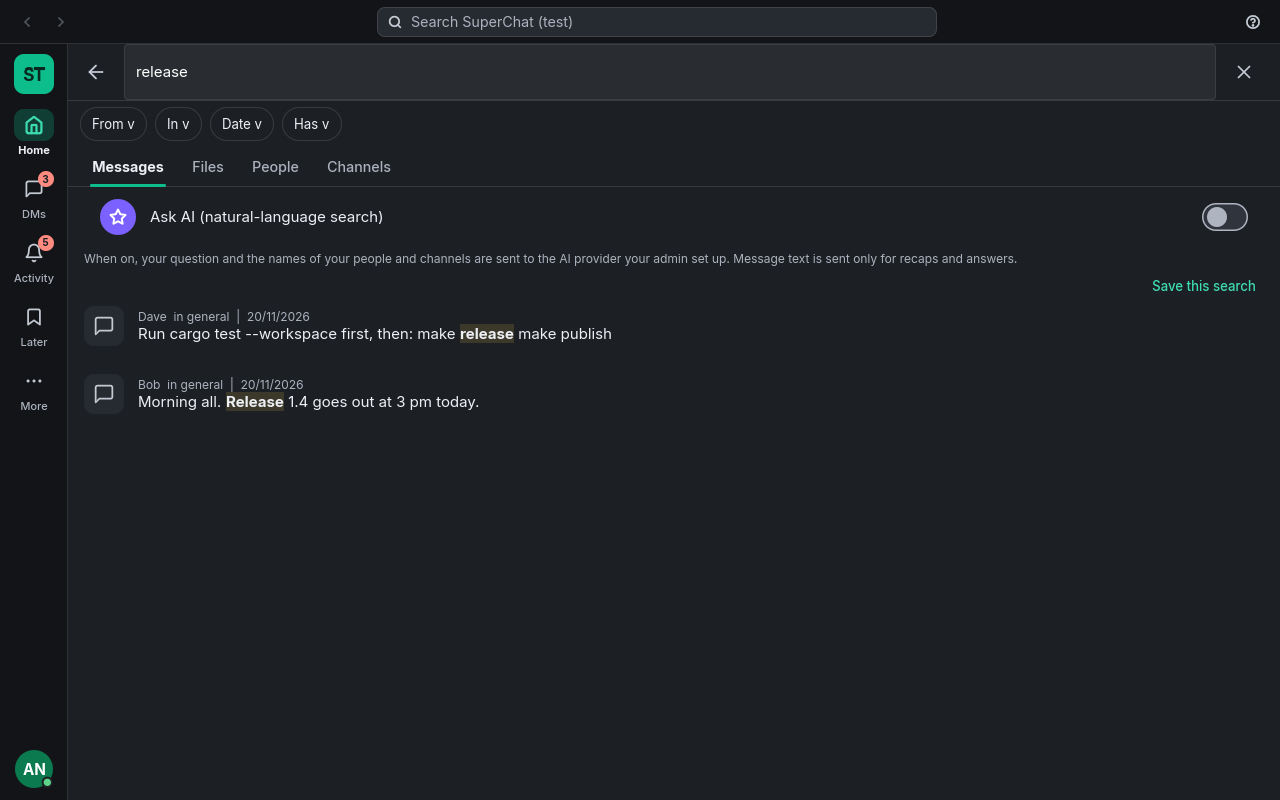 Search SuperChat (test)
ST
release
From v
In v
Date v
Has v
Home
Messages
Files
People
Channels
3
DMs
Ask AI (natural-language search)
5
Activity
When on, your question and the names of your people and channels are sent to the AI provider your admin set up. Message text is sent only for recaps and answers.
Save this search
Later
Dave in general | 20/11/2026
Run cargo test --workspace first, then: make release make publish
More
Bob in general | 20/11/2026
Morning all. Release 1.4 goes out at 3 pm today.
AN